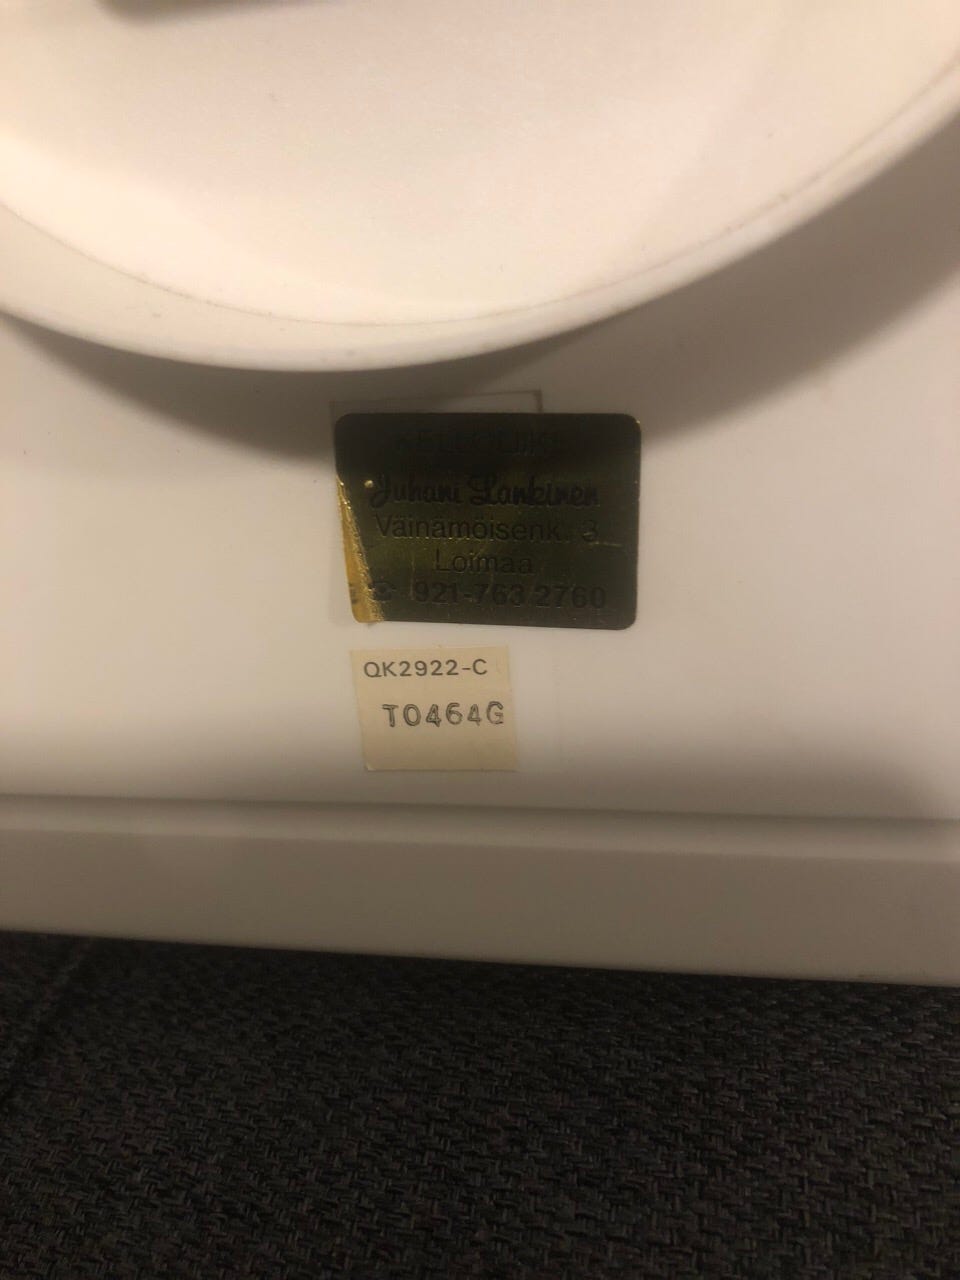 Juhani Lankinen
Väinämöisenk. 3
Loimaa
☎ 921-763 2760
QK2922-C
T0464G